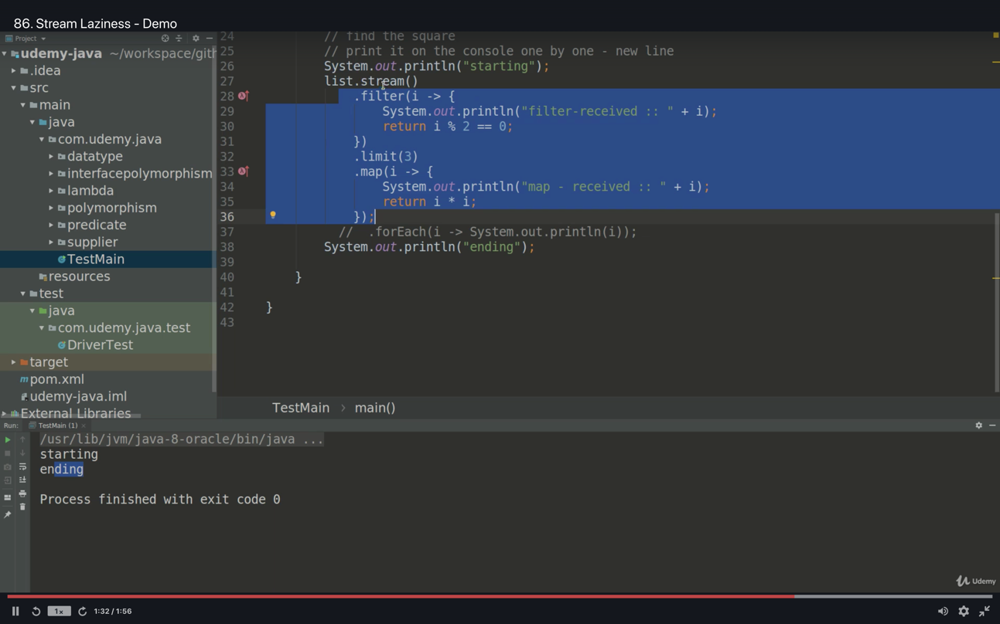 86. Stream Laziness - Demo
Project
udemy-java ~/workspace/gith
.idea
src
main
java
com.udemy.java
datatype
interfacepolymorphism
lambda
polymorphism
predicate
supplier
TestMain
resources
test
java
com.udemy.java.test
DriverTest
target
pom.xml
udemy-java.iml
External Libraries
24 // find the square
25 // print it on the console one by one - new line
26 System.out.println("starting");
27 list.stream()
28 .filter(i -> {
29 System.out.println("filter-received :: " + i);
30 return i % 2 == 0;
31 })
32 .limit(3)
33 .map(i -> {
34 System.out.println("map - received :: " + i);
35 return i * i;
36 });
37 // .forEach(i -> System.out.println(i));
38 System.out.println("ending");
39
40 }
41
42 }
43
TestMain > main()
Run: TestMain (1) ×
/usr/lib/jvm/java-8-oracle/bin/java ...
starting
ending
Process finished with exit code 0
Udemy
1x 1:32 / 1:56